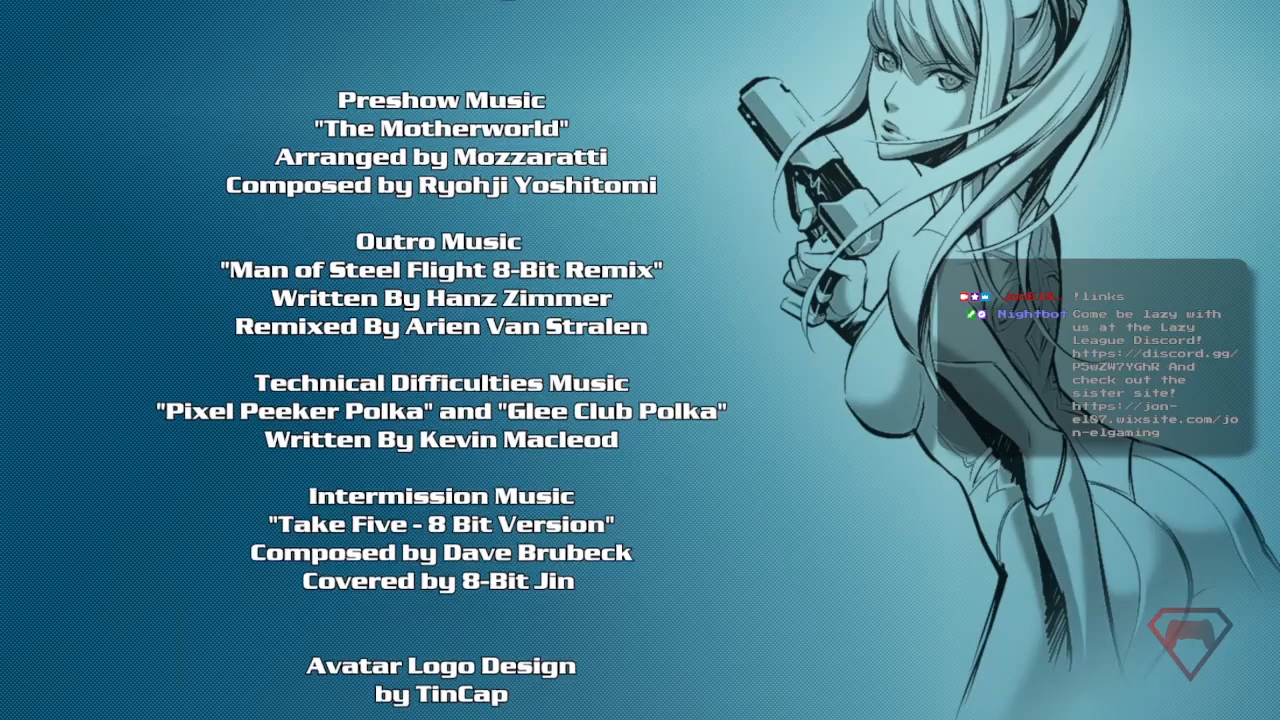 Preshow Music
"The Motherworld"
Arranged by Mozzaratti
Composed by Ryohji Yoshitomi
Outro Music
"Man of Steel Flight 8-Bit Remix"
Written By Hanz Zimmer
Remixed By Arien Van Stralen
Technical Difficulties Music
"Pixel Peeker Polka" and "Glee Club Polka"
Written By Kevin Macleod
Intermission Music
"Take Five - 8 Bit Version"
Composed by Dave Brubeck
Covered by 8-Bit Jin
Avatar Logo Design
by TinCap
!links
Nightbot Come be lazy with
us at the Lazy
League Discord!
https://discord.gg/
P5wZW7YGhR And
check out the
sister site!
https://jon-
el07.wixsite.com/jo
n-elgaming